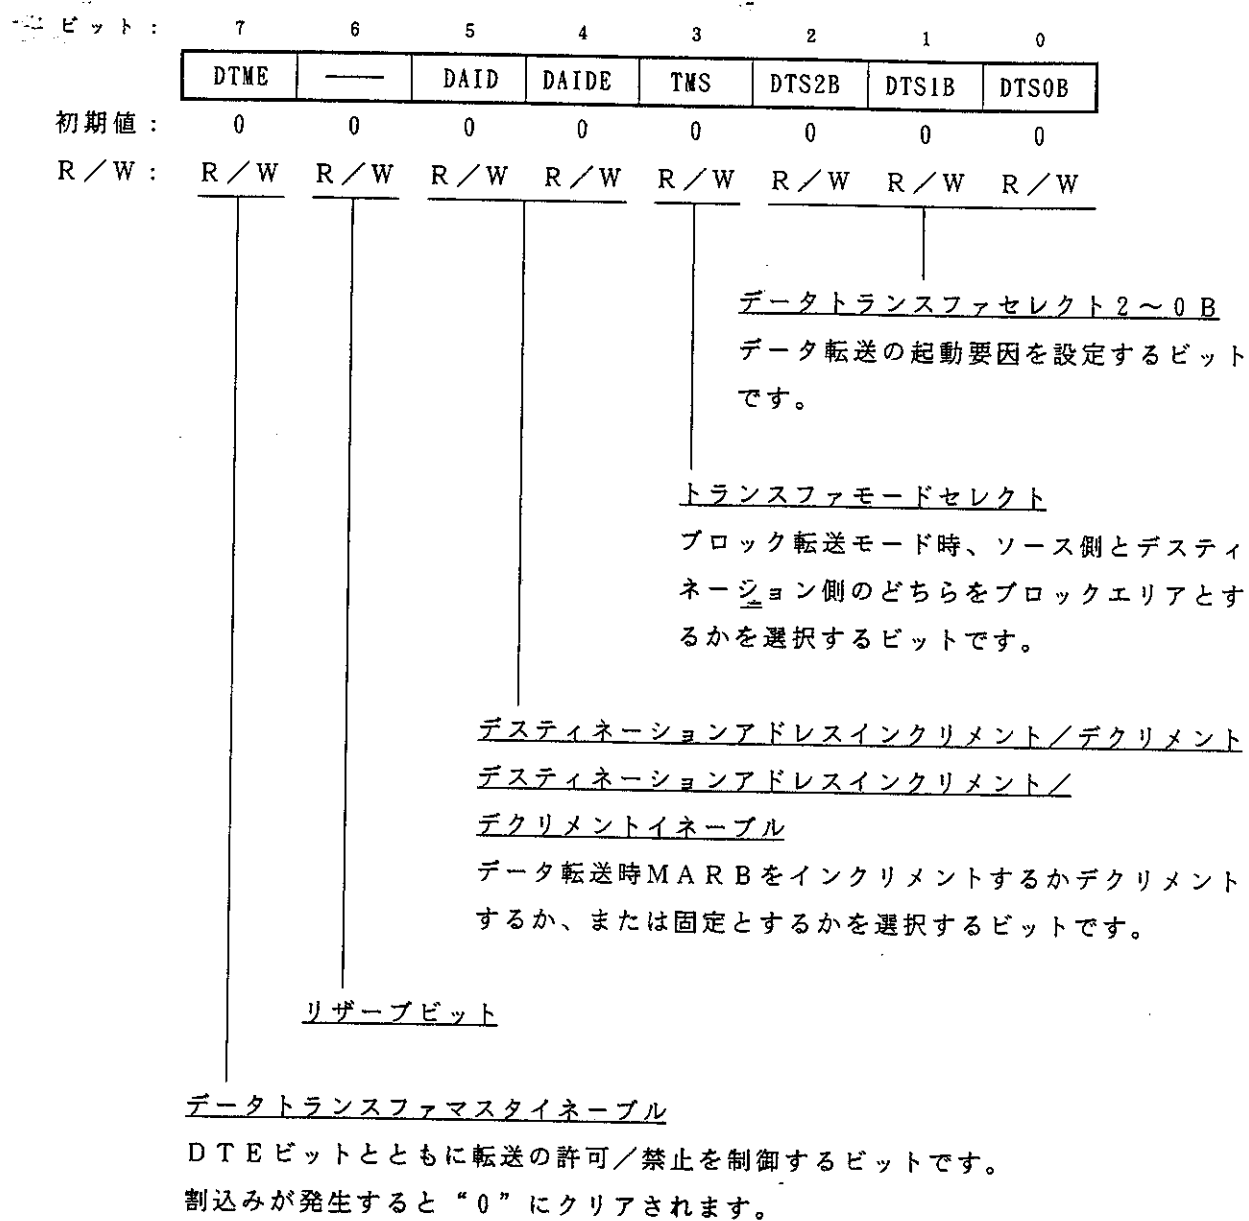 ビット： 7 6 5 4 3 2 1 0
DTME ── DAID DAIDE TMS DTS2B DTS1B DTS0B
初期値： 0 0 0 0 0 0 0 0
R／W： R／W R／W R／W R／W R／W R／W R／W R／W
データトランスファセレクト2～0B
データ転送の起動要因を設定するビット
です。
トランスファモードセレクト
ブロック転送モード時、ソース側とデスティ
ネーション側のどちらをブロックエリアとす
るかを選択するビットです。
デスティネーションアドレスインクリメント／デクリメント
デスティネーションアドレスインクリメント／
デクリメントイネーブル
データ転送時MARBをインクリメントするかデクリメント
するか、または固定とするかを選択するビットです。
リザーブビット
データトランスファマスタイネーブル
DTEビットとともに転送の許可／禁止を制御するビットです。
割込みが発生すると“0”にクリアされます。